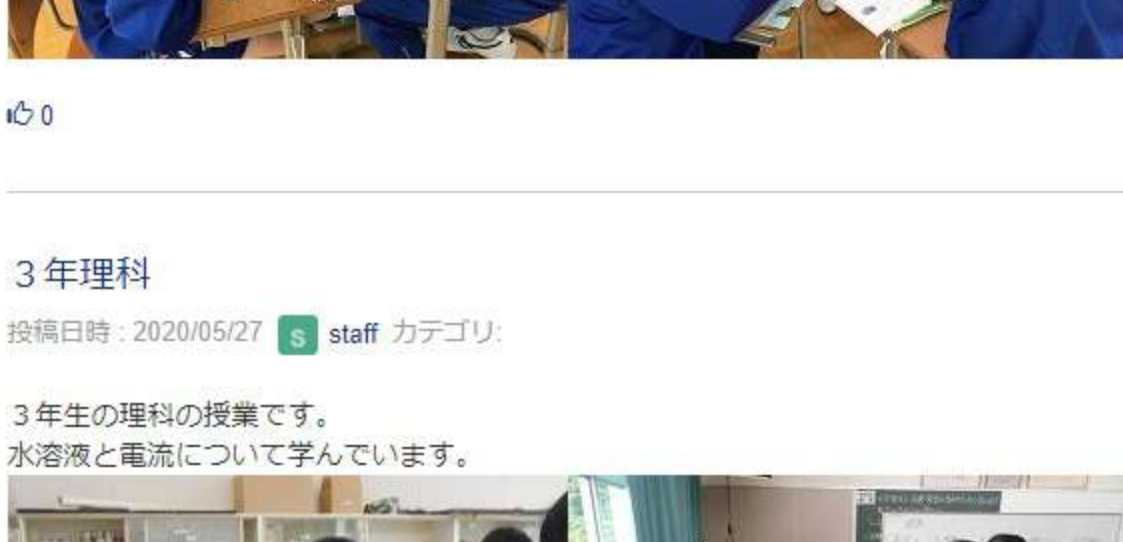 0
３年理科
投稿日時 : 2020/05/27 s staff カテゴリ:
３年生の理科の授業です。
水溶液と電流について学んでいます。